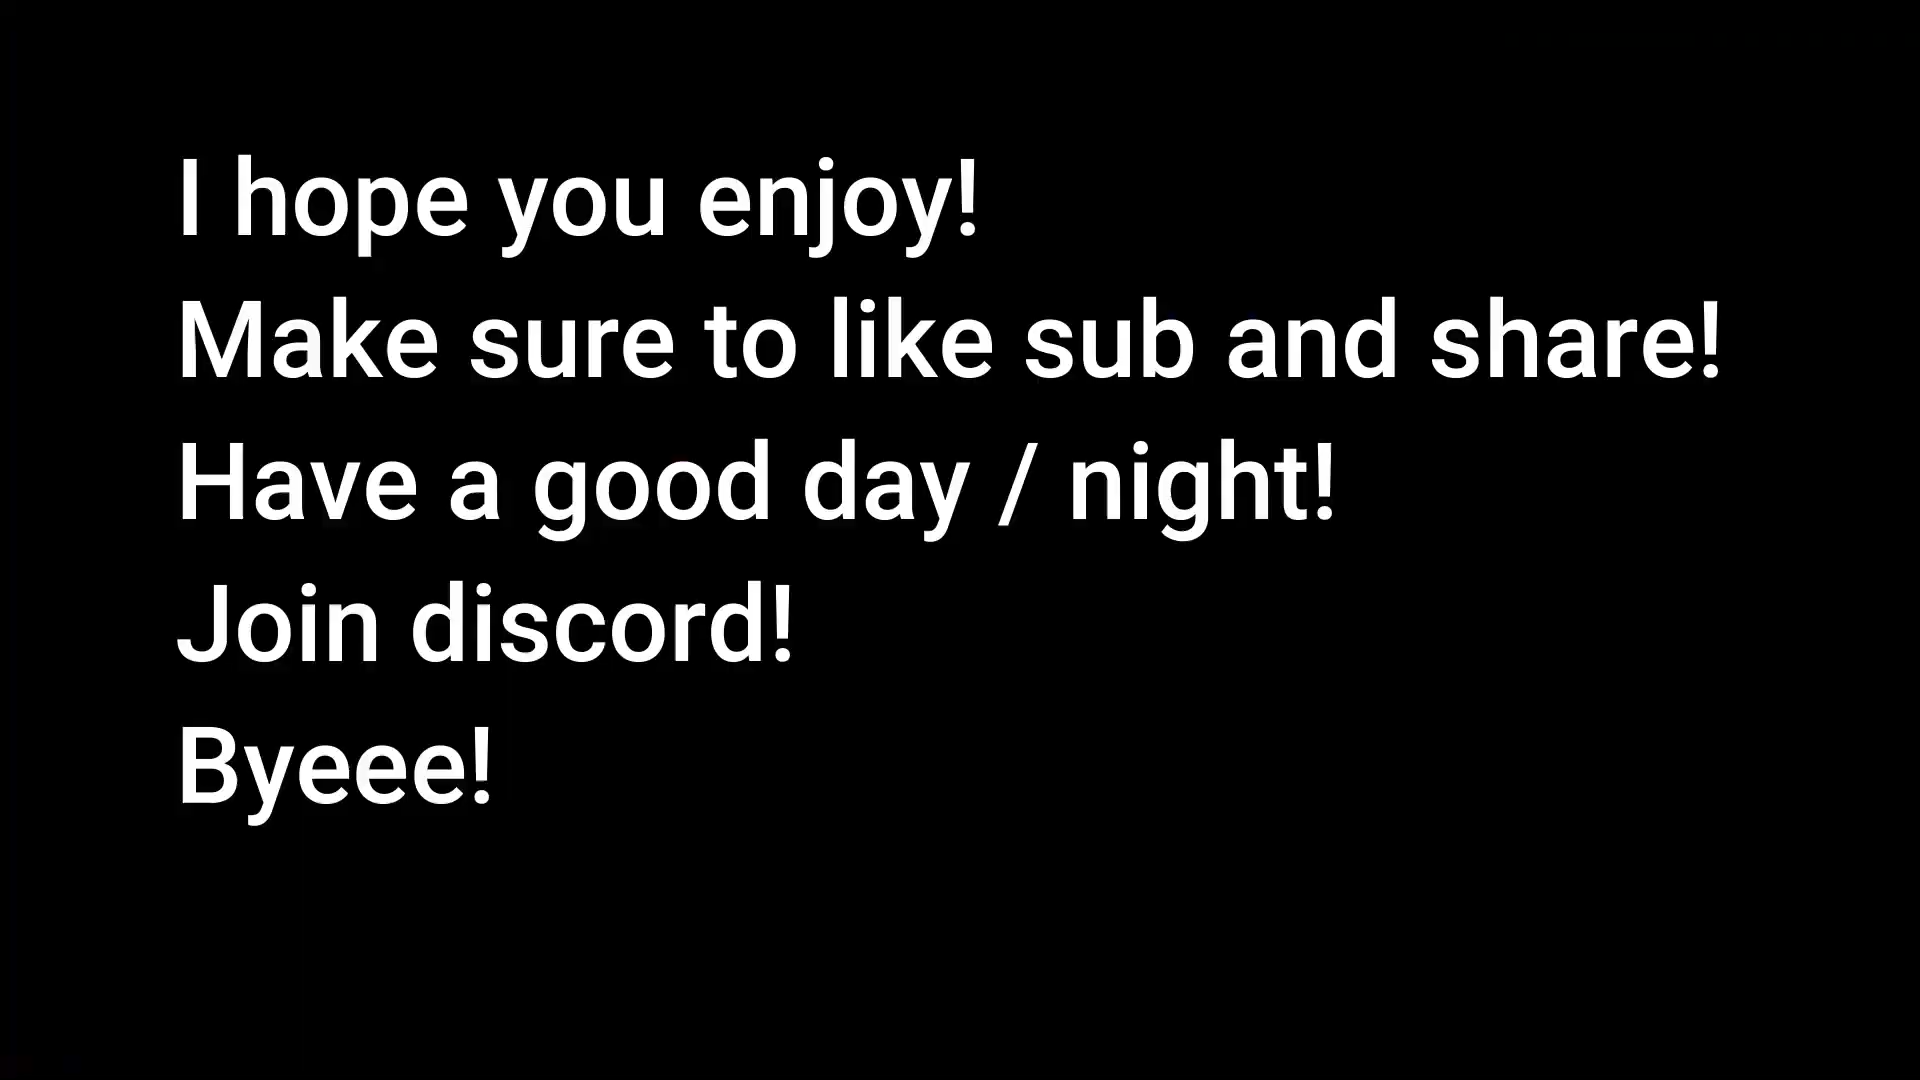 I hope you enjoy!
Make sure to like sub and share!
Have a good day / night!
Join discord!
Byeee!